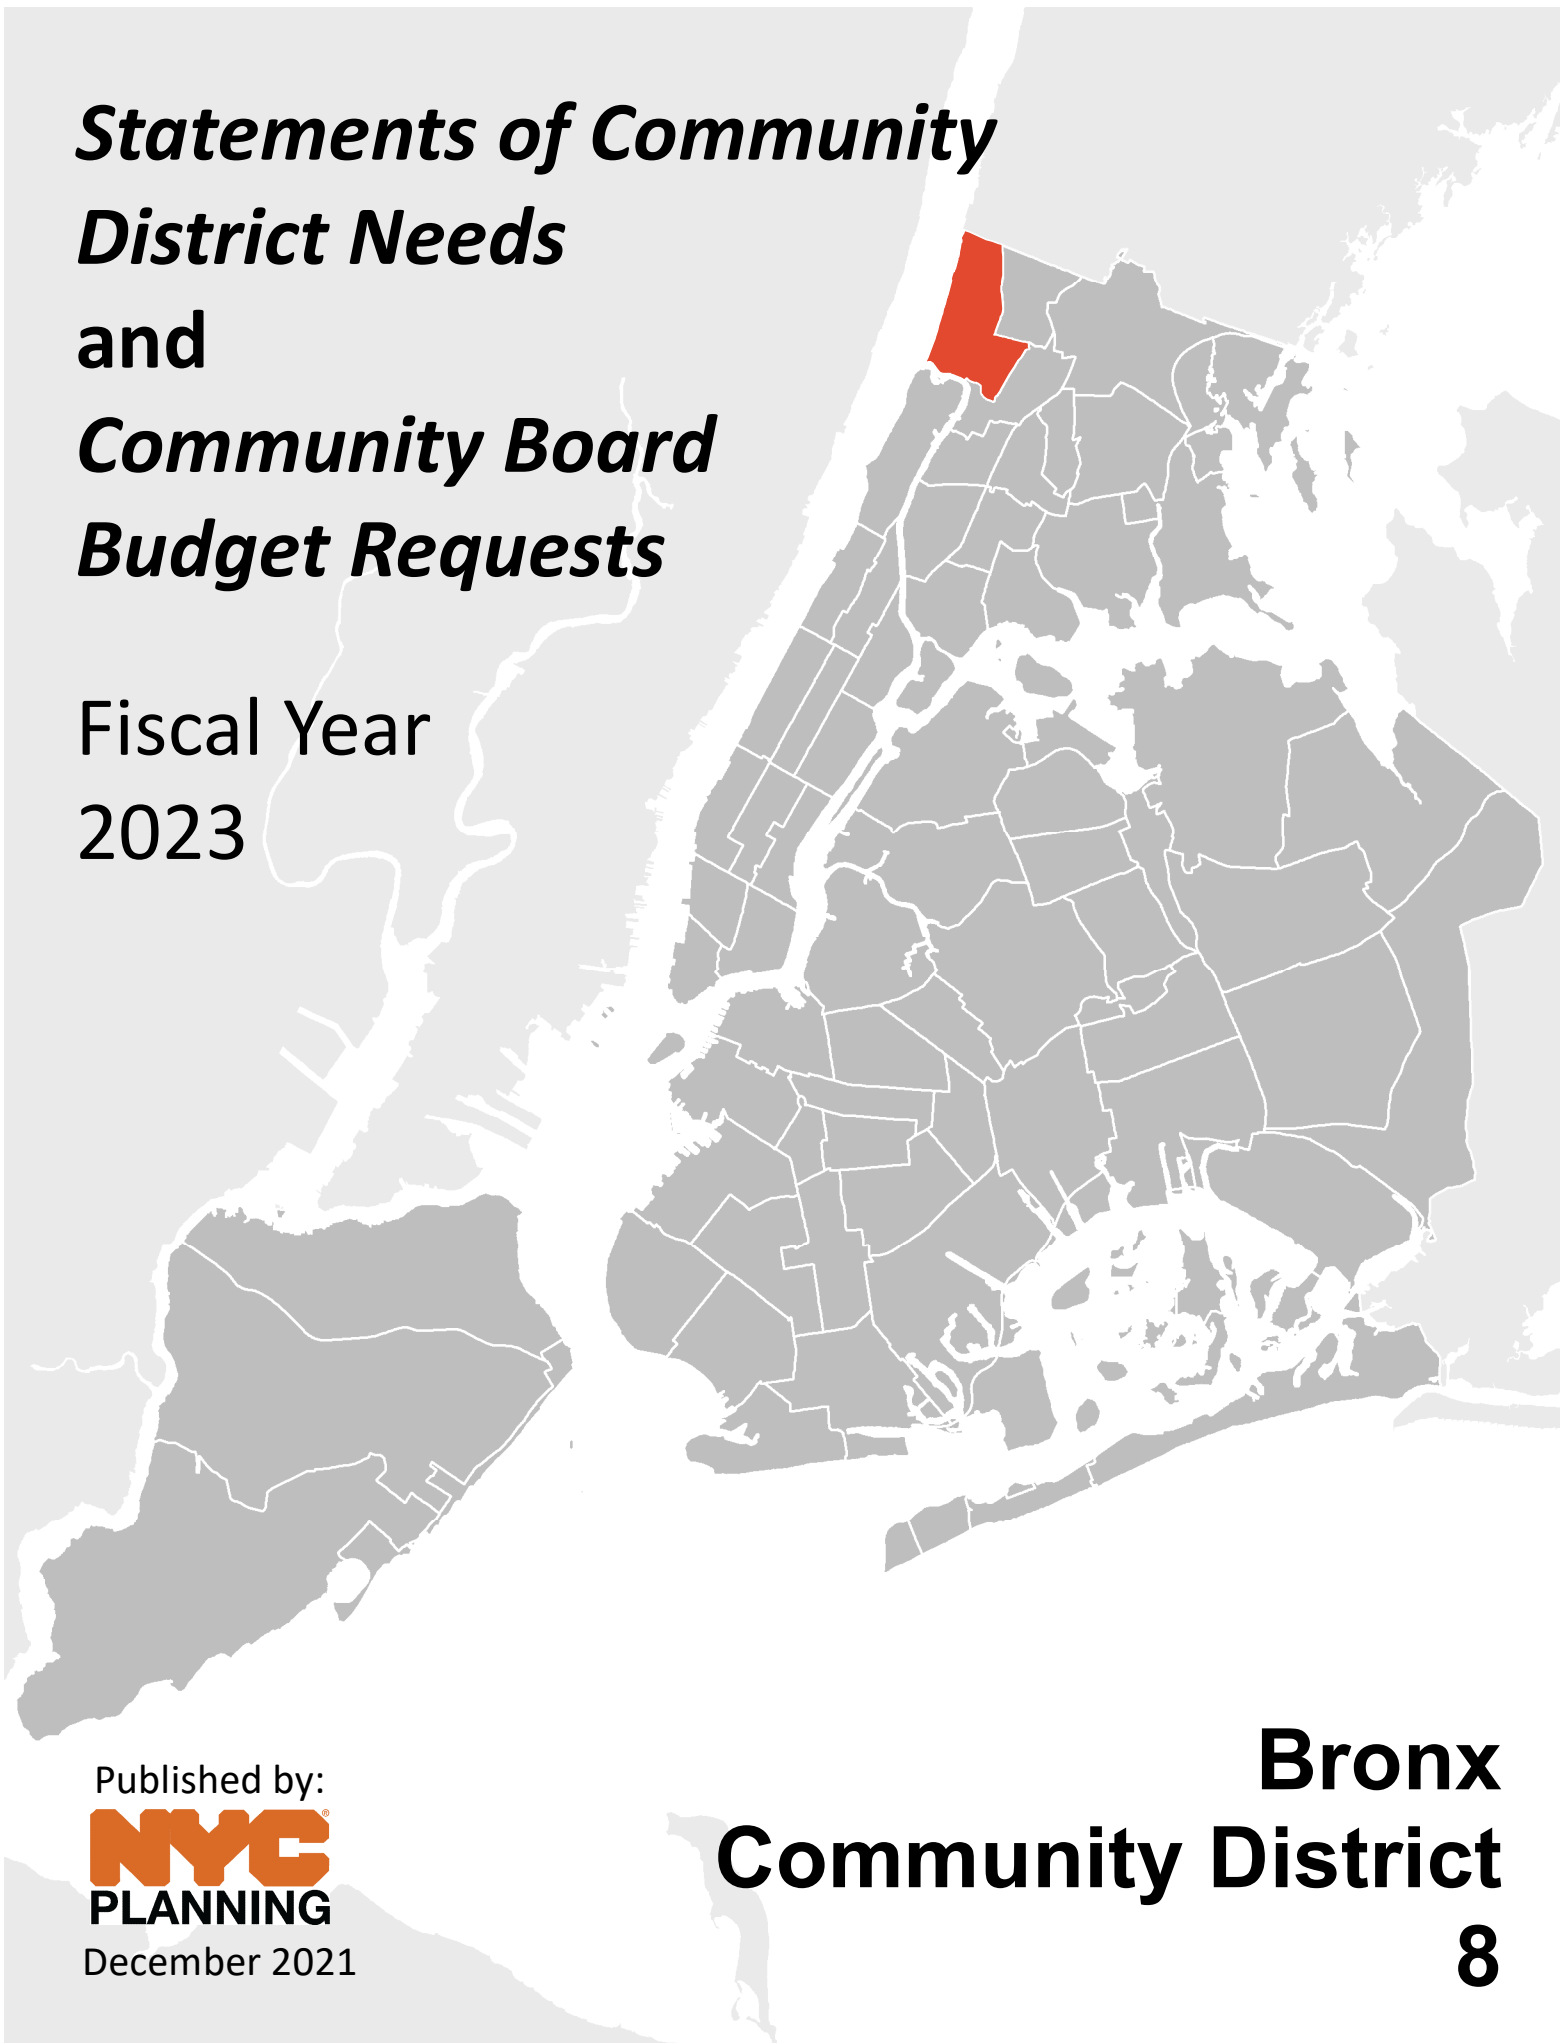 Statements of Community
District Needs
and
Community Board
Budget Requests
Fiscal Year
2023
Published by:
NYC®
PLANNING
December 2021
Bronx
Community District
8